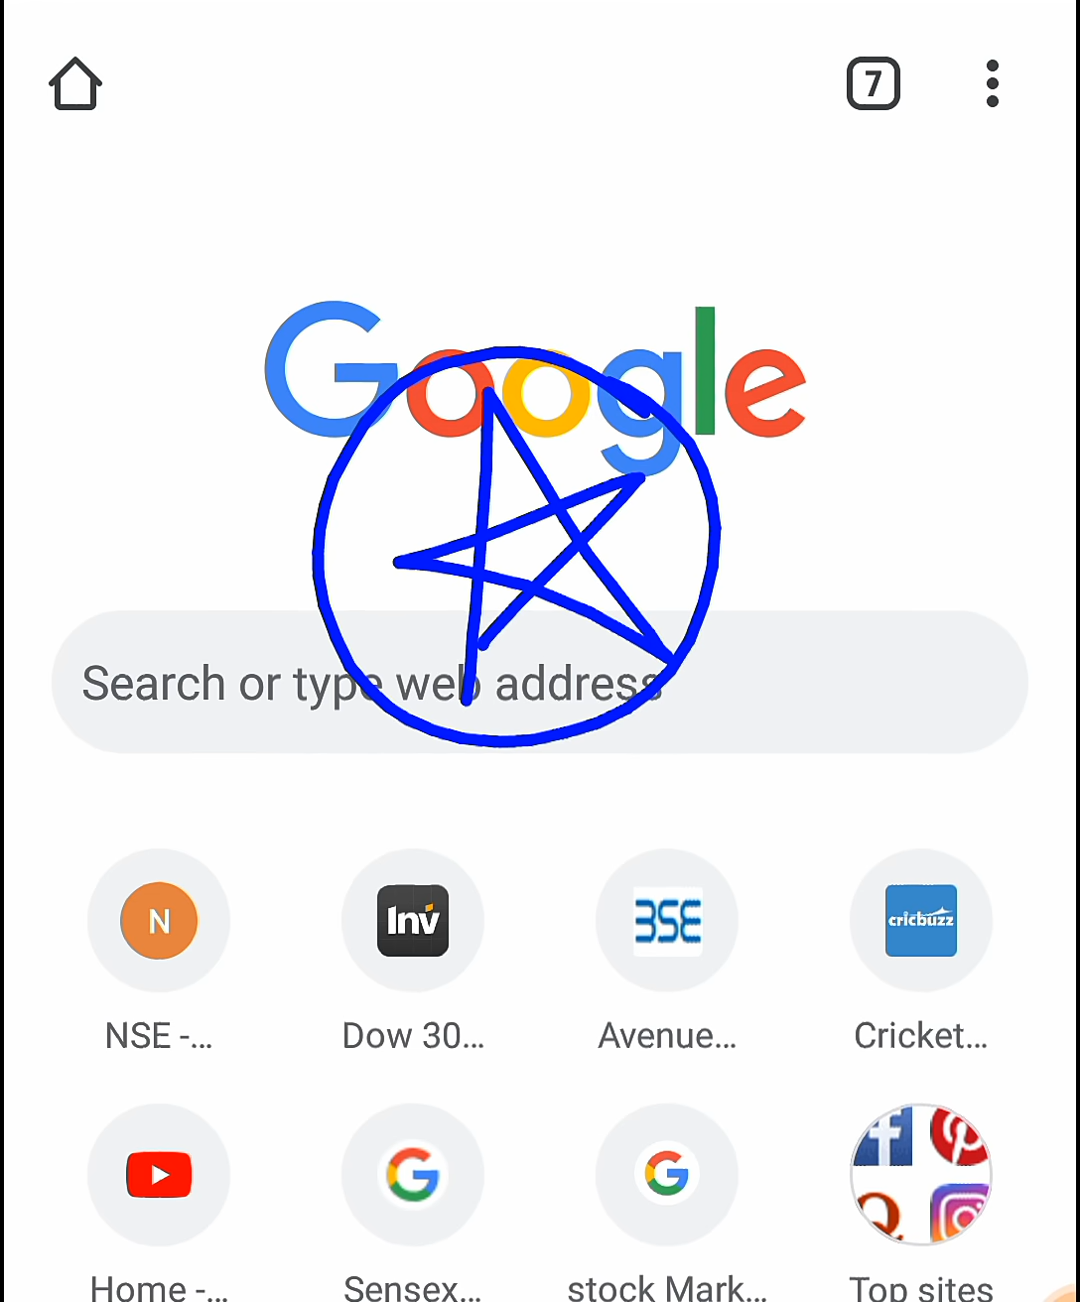 7
Google
Search or type web address
N
Inv
BSE
cricbuzz
NSE -...
Dow 30...
Avenue...
Cricket...
Home -...
Sensex...
stock Mark...
Top sites